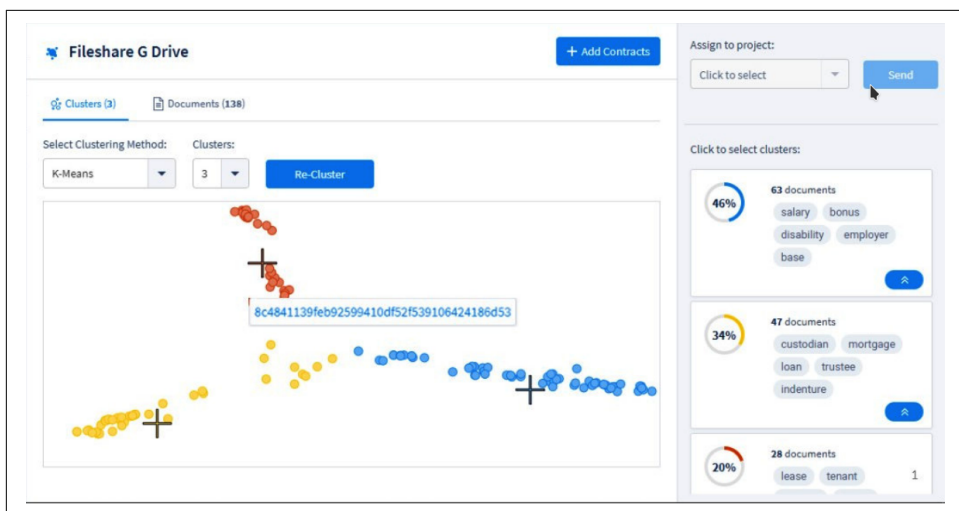 Fileshare G Drive
+ Add Contracts
Clusters (3)
Documents (138)
Select Clustering Method:
Clusters:
K-Means
3
Re-Cluster
8c4841139feb92599410df52f539106424186d53
Assign to project:
Click to select
Send
Click to select clusters:
46%
63 documents
salary bonus
disability employer
base
34%
47 documents
custodian mortgage
loan trustee
indenture
20%
28 documents
lease tenant
1